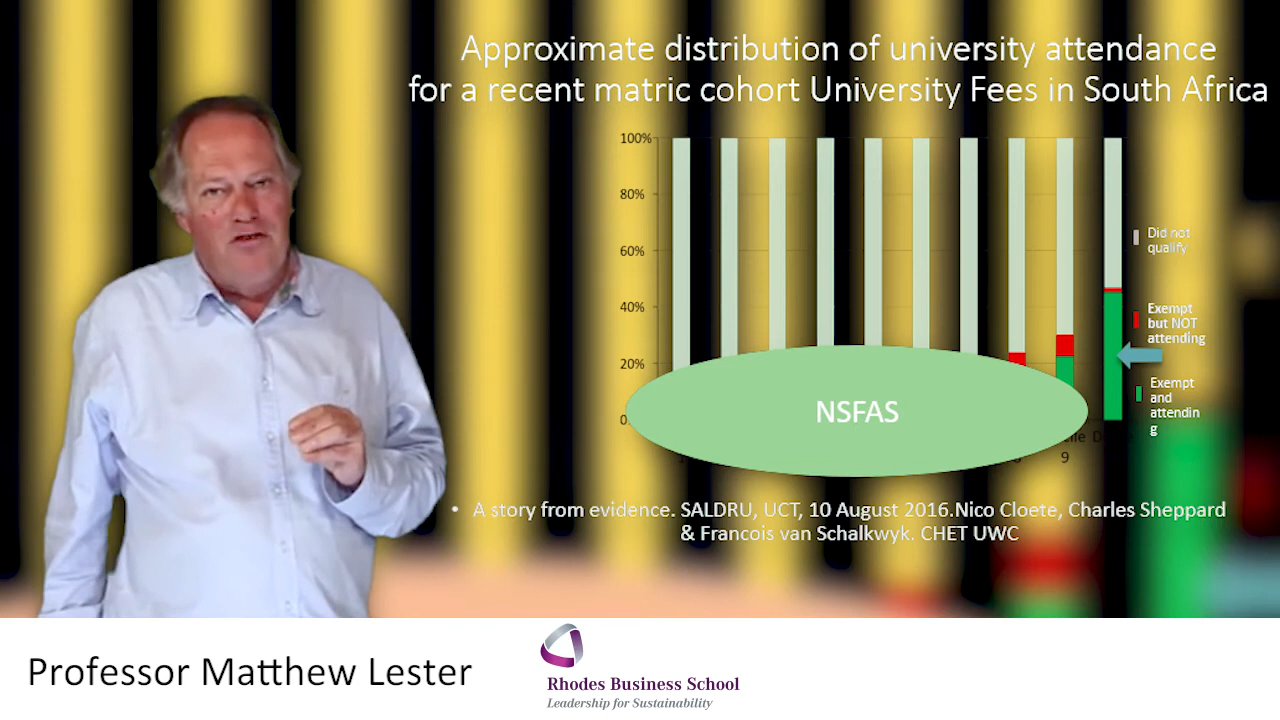 Approximate distribution of university attendance
for a recent matric cohort University Fees in South Africa
100%
80%
60%
40%
20%
Did not
qualify
Exempt
but NOT
attending
Exempt
and
attendin
g
NSFAS
9
• A story from evidence. SALDRU, UCT, 10 August 2016.Nico Cloete, Charles Sheppard
& Francois van Schalkwyk. CHET UWC
Professor Matthew Lester
Rhodes Business School
Leadership for Sustainability